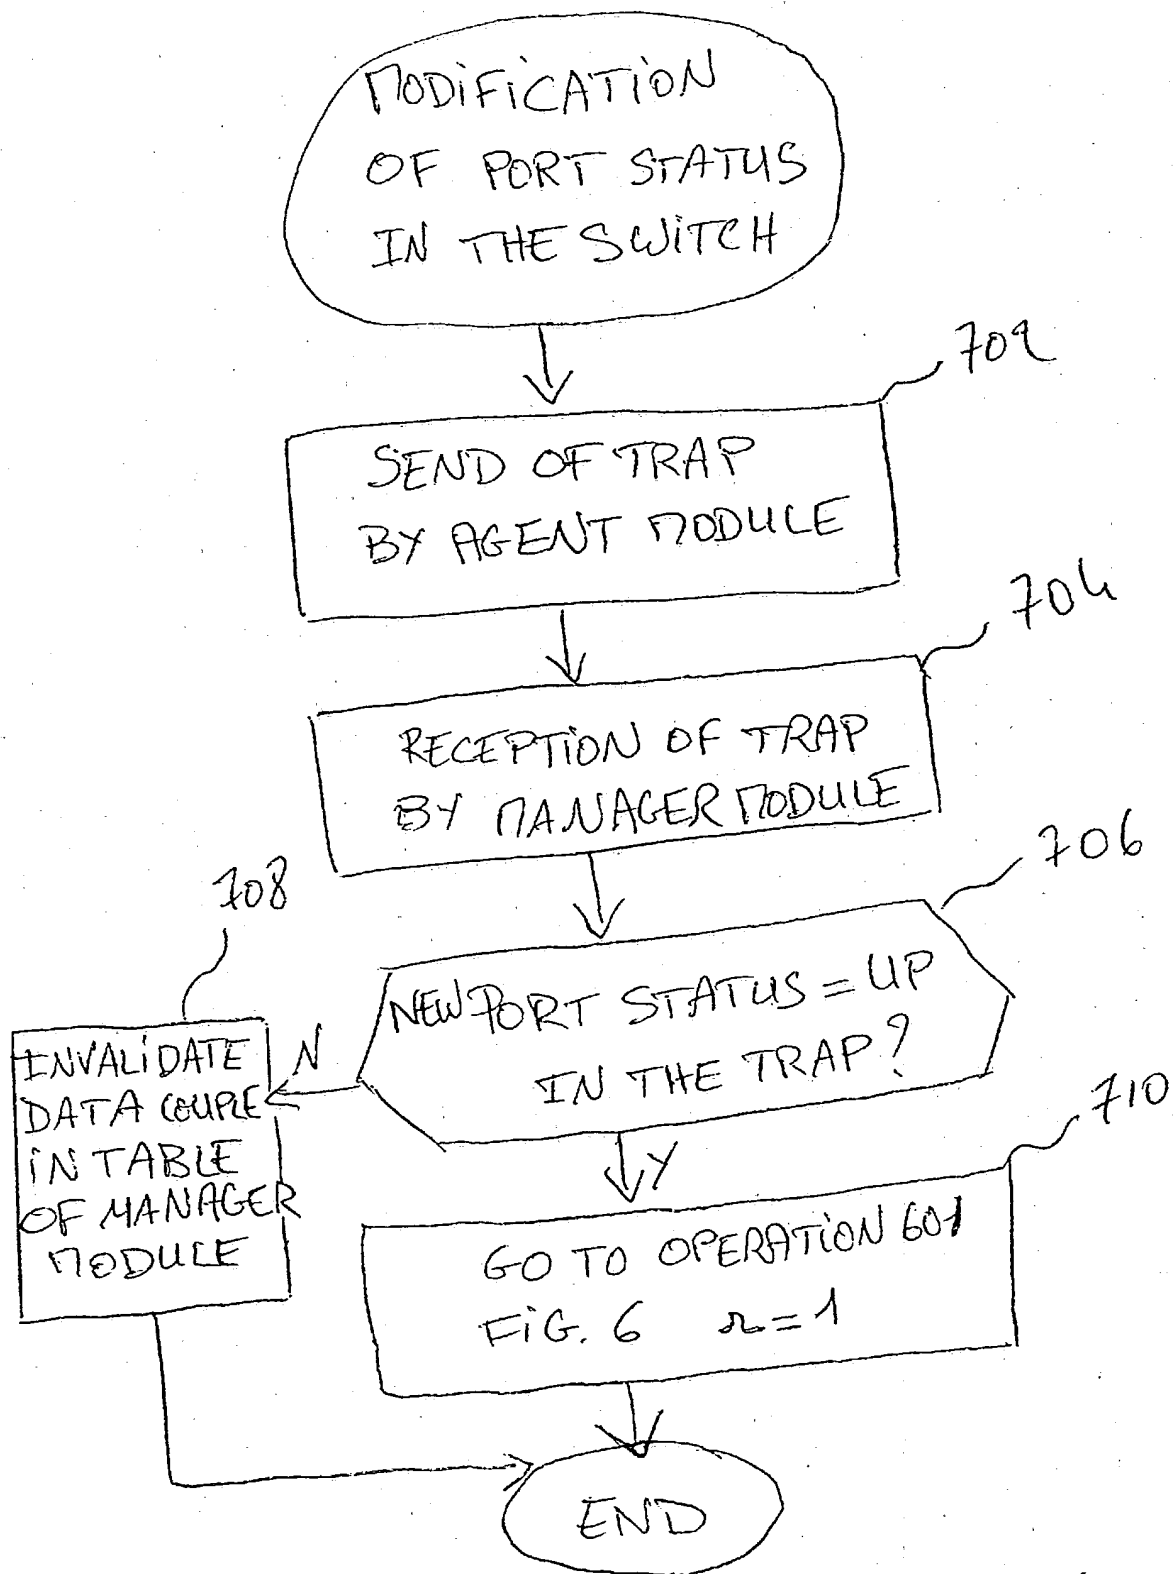 MODIFICATION
OF PORT STATUS
IN THE SWITCH
702
SEND OF TRAP
BY AGENT MODULE
704
RECEPTION OF TRAP
BY MANAGER MODULE
706
NEW PORT STATUS = UP
IN THE TRAP?
708
N
INVALIDATE
DATA COUPLE
IN TABLE
OF MANAGER
MODULE
Y
710
GO TO OPERATION 601
FIG. 6 r=1
END